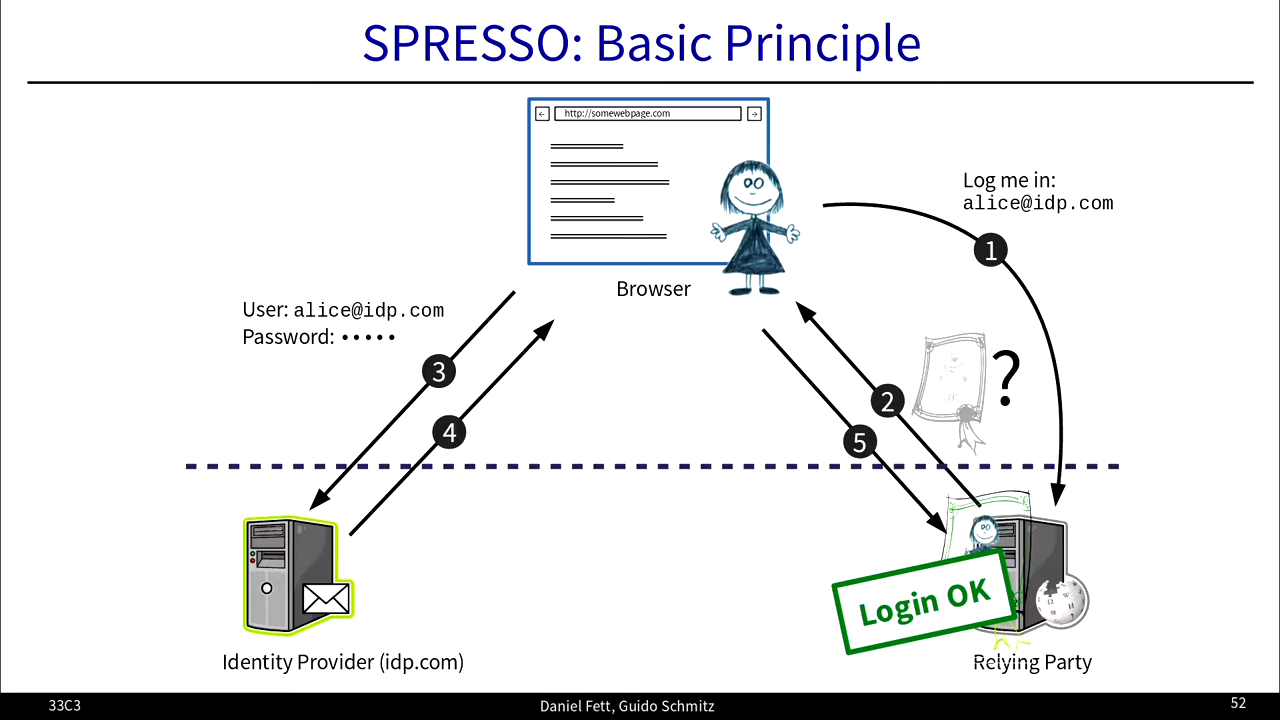 SPRESSO: Basic Principle
http://somewebpage.com
Log me in:
alice@idp.com
1
Browser
User: alice@idp.com
Password: •••••
3
?
2
4
5
Login OK
Identity Provider (idp.com)
Relying Party
33C3
Daniel Fett, Guido Schmitz
52